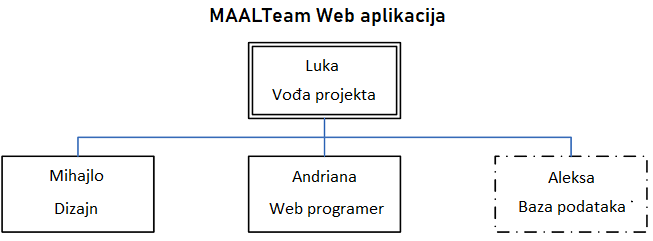 MAALTeam Web aplikacija
Luka
Vođa projekta
Mihajlo
Dizajn
Andriana
Web programer
Aleksa
Baza podataka